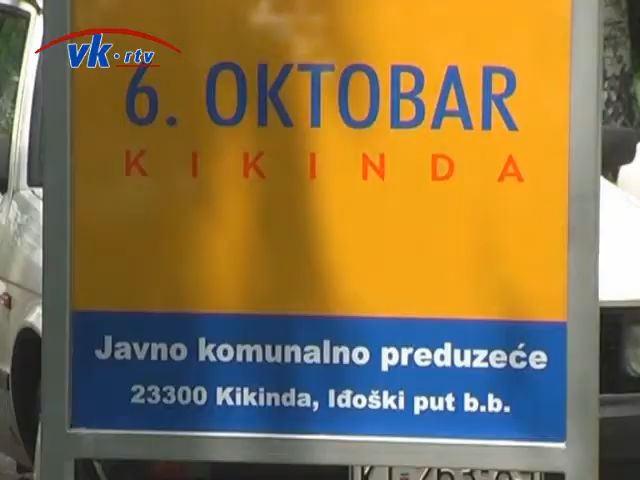 vk.rtv
6. OKTOBAR
KIKINDA
Javno komunalno preduzeće
23300 Kikinda, Iđoški put b.b.